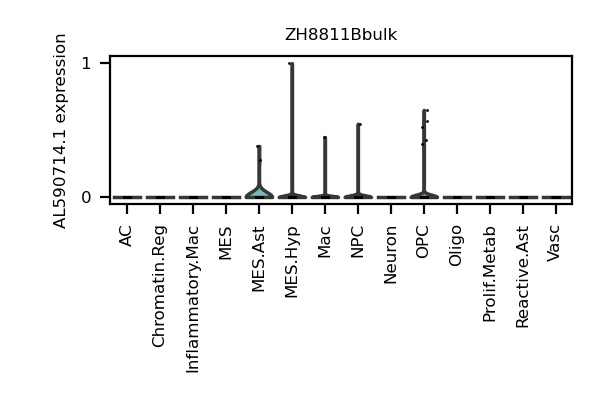 ZH8811Bbulk
AL590714.1 expression
1
0
AC
Chromatin.Reg
Inflammatory.Mac
MES
MES.Ast
MES.Hyp
Mac
NPC
Neuron
OPC
Oligo
Prolif.Metab
Reactive.Ast
Vasc